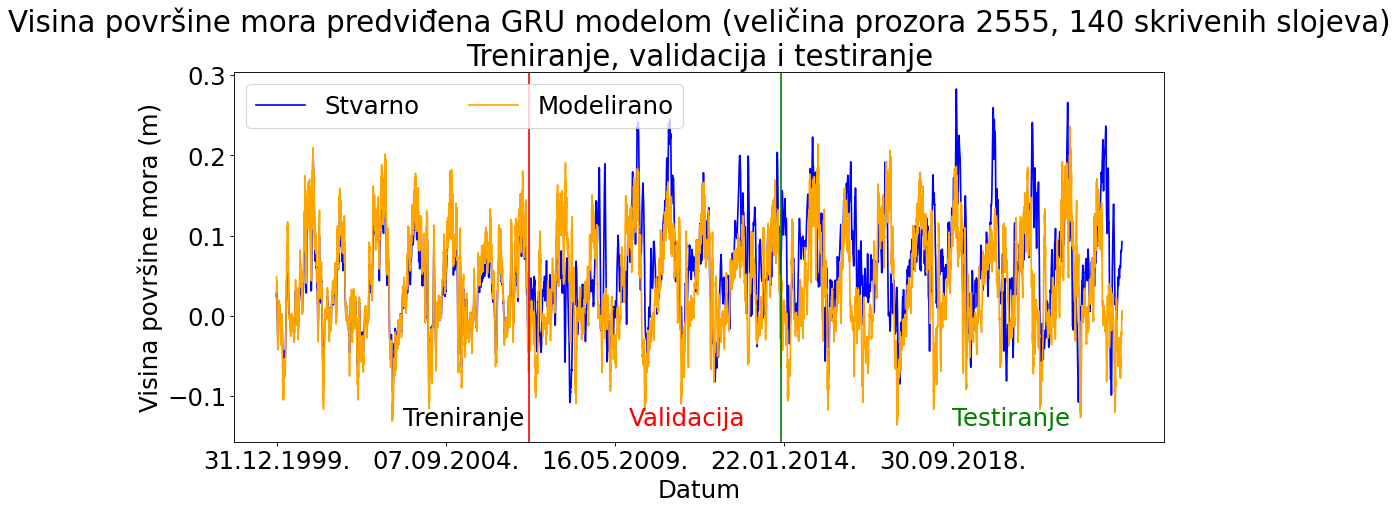 Visina površine mora predviđena GRU modelom (veličina prozora 2555, 140 skrivenih slojeva)
Treniranje, validacija i testiranje
Visina površine mora (m)
0.3
0.2
0.1
0.0
−0.1
Stvarno
Modelirano
Treniranje
Validacija
Testiranje
31.12.1999.
07.09.2004.
16.05.2009.
22.01.2014.
30.09.2018.
Datum